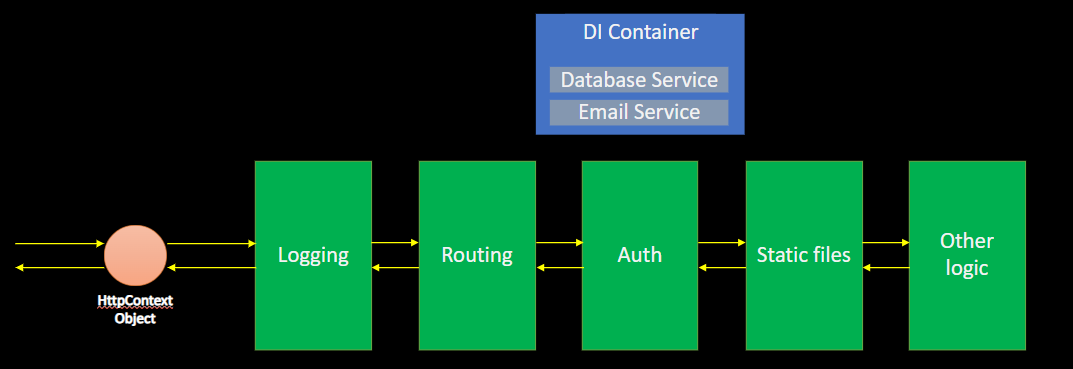 DI Container
Database Service
Email Service
Logging
Routing
Auth
Static files
Other
logic
HttpContext
Object